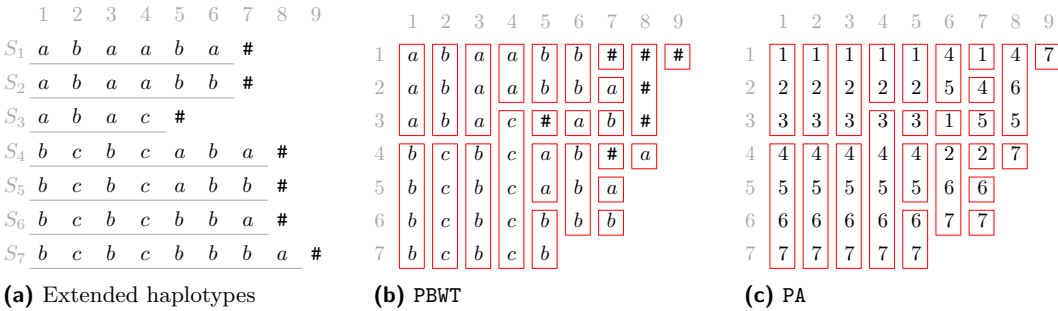 1 2 3 4 5 6 7 8 9
S₁ a b a a b a #
S₂ a b a a b b #
S₃ a b a c #
S₄ b c b c a b a #
S₅ b c b c a b b #
S₆ b c b c b b a #
S₇ b c b c b b b a #
(a) Extended haplotypes
1 2 3 4 5 6 7 8 9
1 a b a a b b # # #
2 a b a a b b a #
3 a b a c # a b #
4 b c b c a b # a
5 b c b c a b a
6 b c b c b b b
7 b c b c b
(b) PBWT
1 2 3 4 5 6 7 8 9
1 1 1 1 1 1 4 1 4 7
2 2 2 2 2 2 5 4 6
3 3 3 3 3 3 1 5 5
4 4 4 4 4 4 2 2 7
5 5 5 5 5 5 6 6
6 6 6 6 6 6 7 7
7 7 7 7 7 7
(c) PA